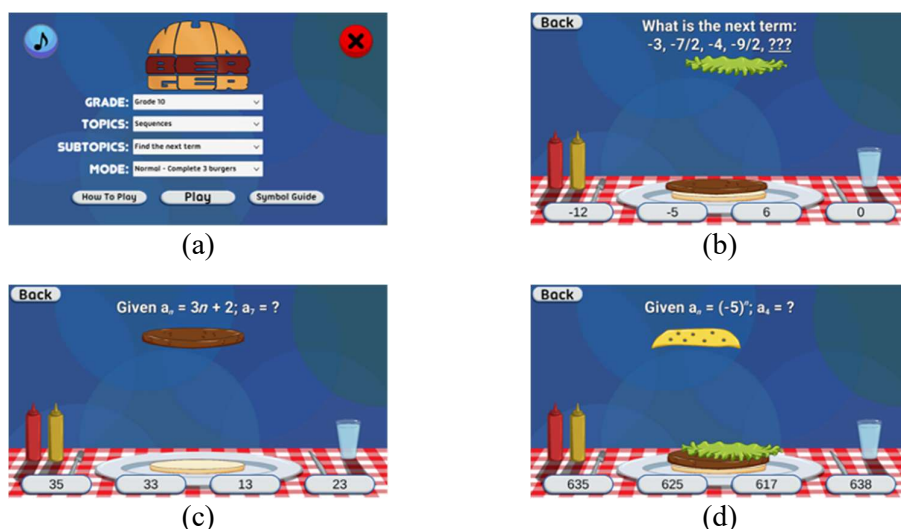 NUMBER
GER
GRADE: Grade 10
TOPICS: Sequences
SUBTOPICS: Find the next term
MODE: Normal - Complete 3 burgers
How To Play Play Symbol Guide
(a)
Back
What is the next term:
-3, -7/2, -4, -9/2, ???
-12 -5 6 0
(b)
Back
Given aₙ = 3n + 2; a₇ = ?
35 33 13 23
(c)
Back
Given aₙ = (-5)ⁿ; a₄ = ?
635 625 617 638
(d)